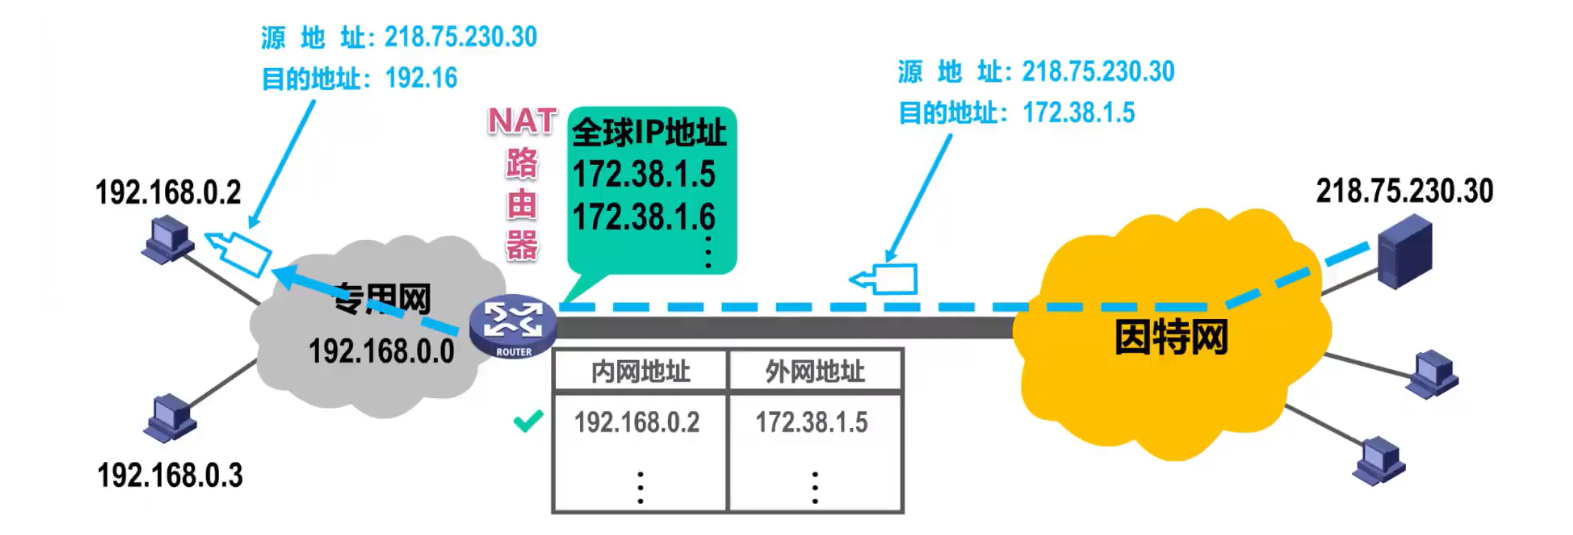 源 地 址: 218.75.230.30
目的地址: 192.16
源 地 址: 218.75.230.30
目的地址: 172.38.1.5
NAT
路
由
器
全球IP地址
172.38.1.5
172.38.1.6
⋮
192.168.0.2
218.75.230.30
专用网
192.168.0.0
ROUTER
因特网
内网地址 外网地址
192.168.0.2 172.38.1.5
⋮ ⋮
192.168.0.3